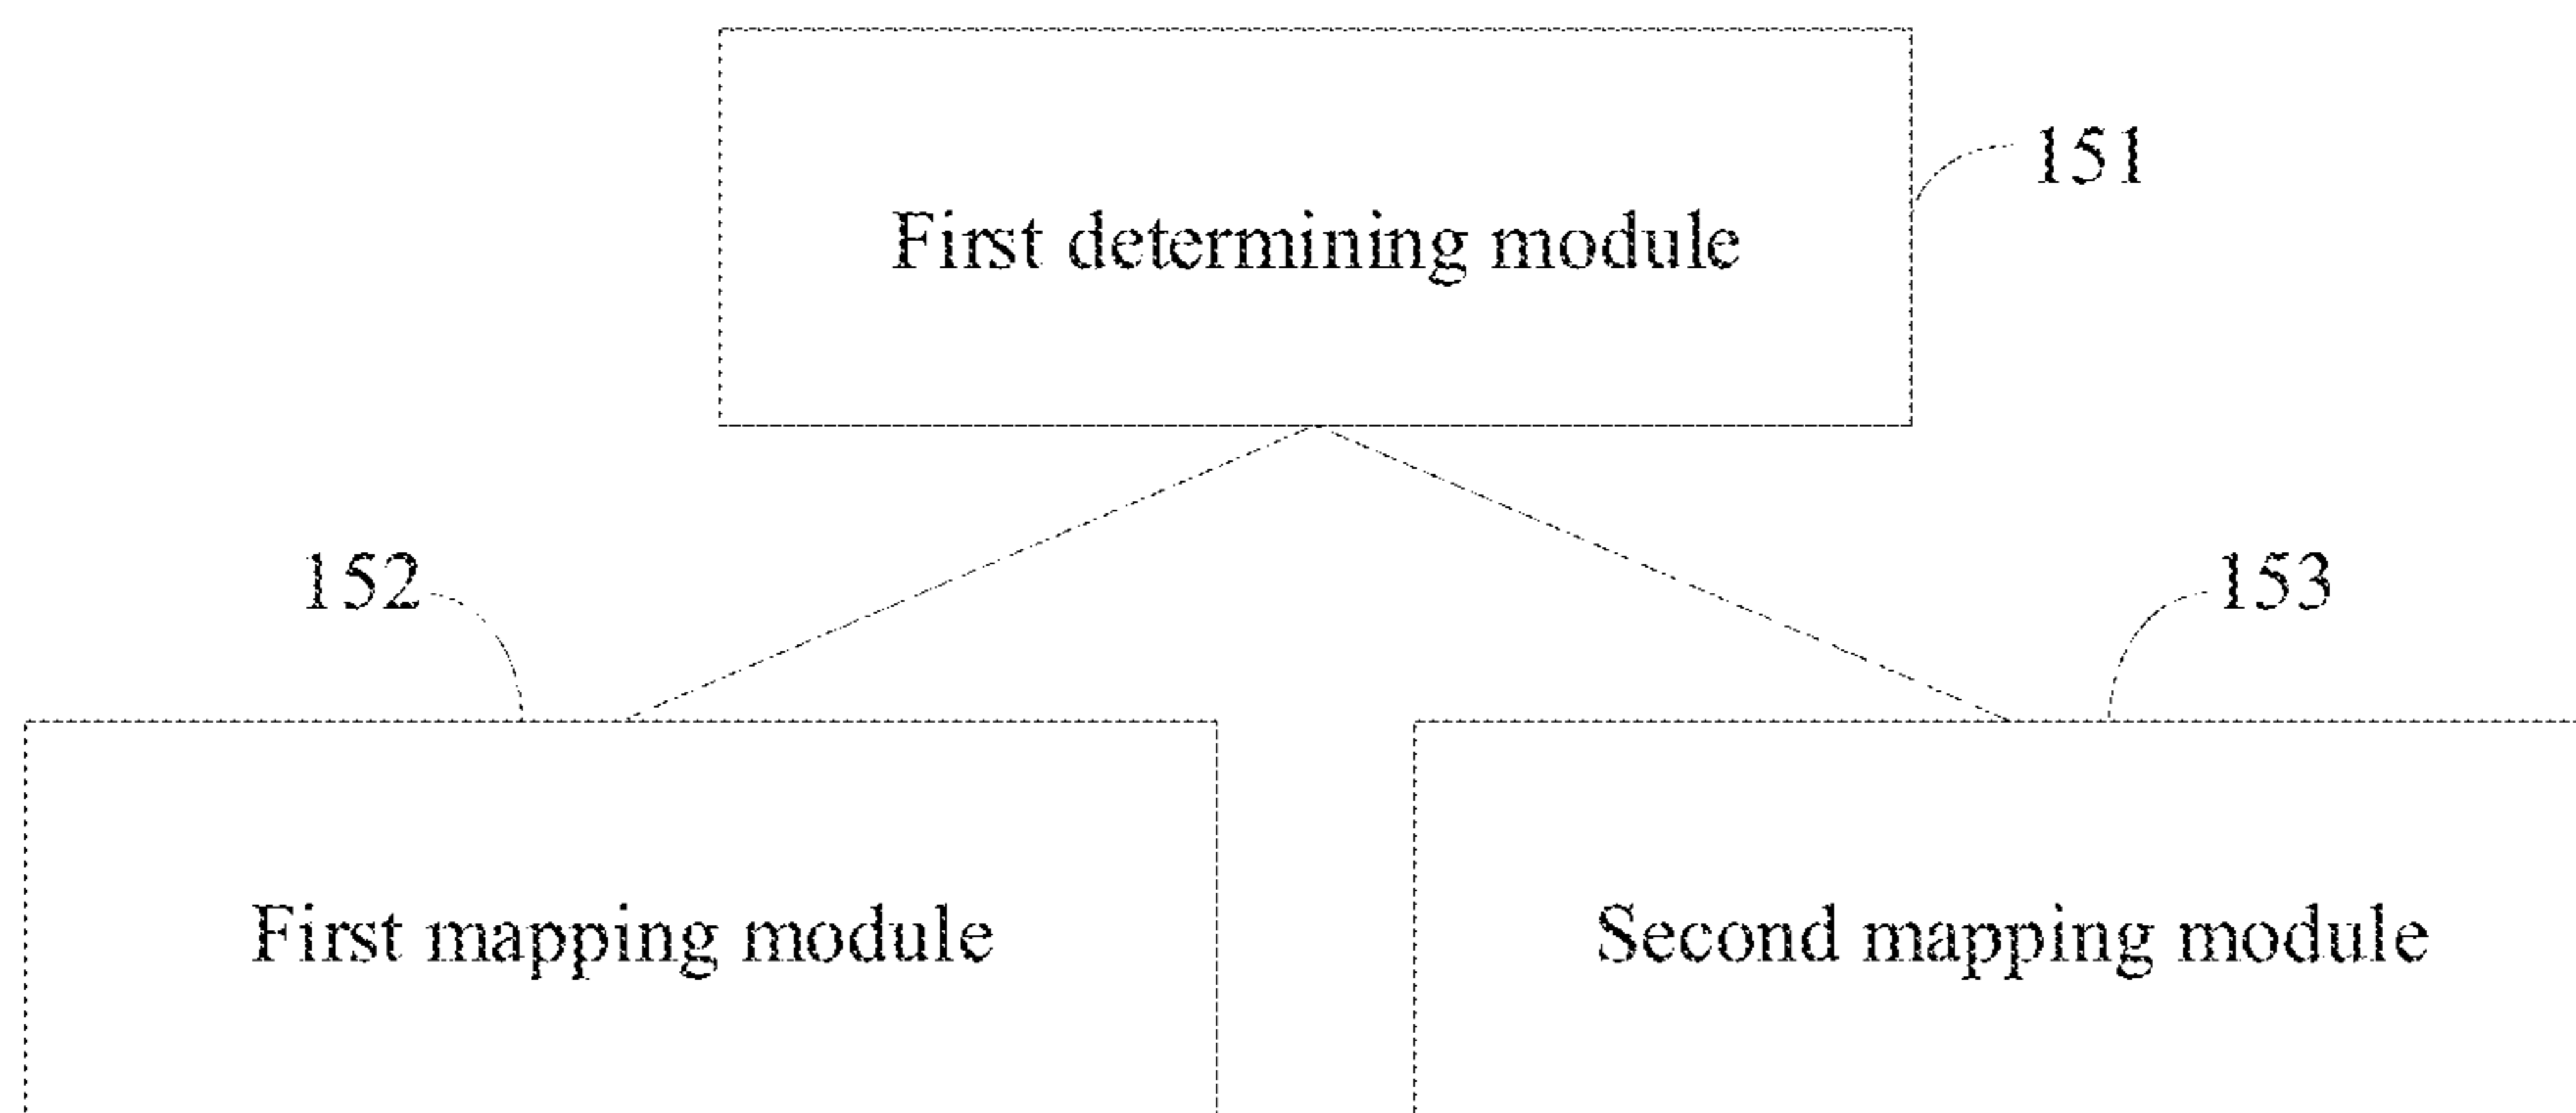 151
First determining module
152
153
First mapping module
Second mapping module